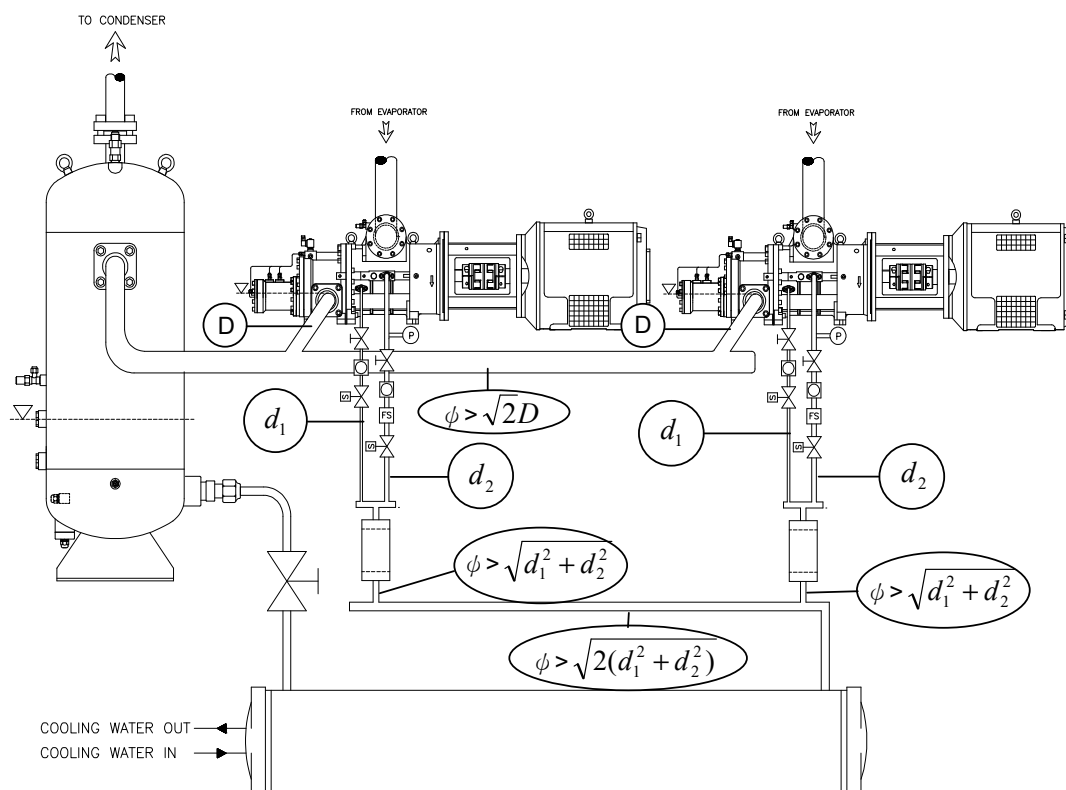 TO CONDENSER
FROM EVAPORATOR
FROM EVAPORATOR
D
D
P
P
ϕ > √2D
S
S
d₁
d₁
FS
FS
S
S
d₂
d₂
ϕ > √(d₁² + d₂²)
ϕ > √(d₁² + d₂²)
ϕ > √(2(d₁² + d₂²))
COOLING WATER OUT
COOLING WATER IN